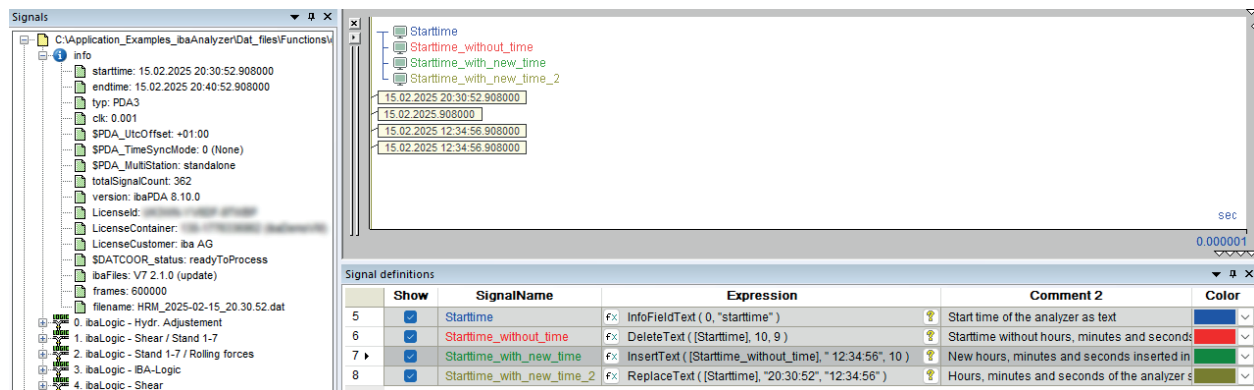 Signals
C:\Application_Examples_ibaAnalyzer\Dat_files\Functions\
info
starttime: 15.02.2025 20:30:52.908000
endtime: 15.02.2025 20:40:52.908000
typ: PDA3
clk: 0.001
$PDA_UtcOffset: +01:00
$PDA_TimeSyncMode: 0 (None)
$PDA_MultiStation: standalone
totalSignalCount: 362
version: ibaPDA 8.10.0
LicenseId:
LicenseContainer:
LicenseCustomer: iba AG
$DATCOOR_status: readyToProcess
ibaFiles: V7 2.1.0 (update)
frames: 600000
filename: HRM_2025-02-15_20.30.52.dat
LOGIC 0. ibaLogic - Hydr. Adjustement
LOGIC 1. ibaLogic - Shear / Stand 1-7
LOGIC 2. ibaLogic - Stand 1-7 / Rolling forces
LOGIC 3. ibaLogic - IBA-Logic
LOGIC 4. ibaLogic - Shear
Starttime
Starttime_without_time
Starttime_with_new_time
Starttime_with_new_time_2
15.02.2025 20:30:52.908000
15.02.2025.908000
15.02.2025 12:34:56.908000
15.02.2025 12:34:56.908000
sec
0.000001
Signal definitions
Show SignalName Expression Comment 2 Color
5 Starttime fx InfoFieldText ( 0, "starttime" ) ? Start time of the analyzer as text
6 Starttime_without_time fx DeleteText ( [Starttime], 10, 9 ) ? Starttime without hours, minutes and seconds
7 Starttime_with_new_time fx InsertText ( [Starttime_without_time], " 12:34:56", 10 ) ? New hours, minutes and seconds inserted in
8 Starttime_with_new_time_2 fx ReplaceText ( [Starttime], "20:30:52", "12:34:56" ) ? Hours, minutes and seconds of the analyzer s